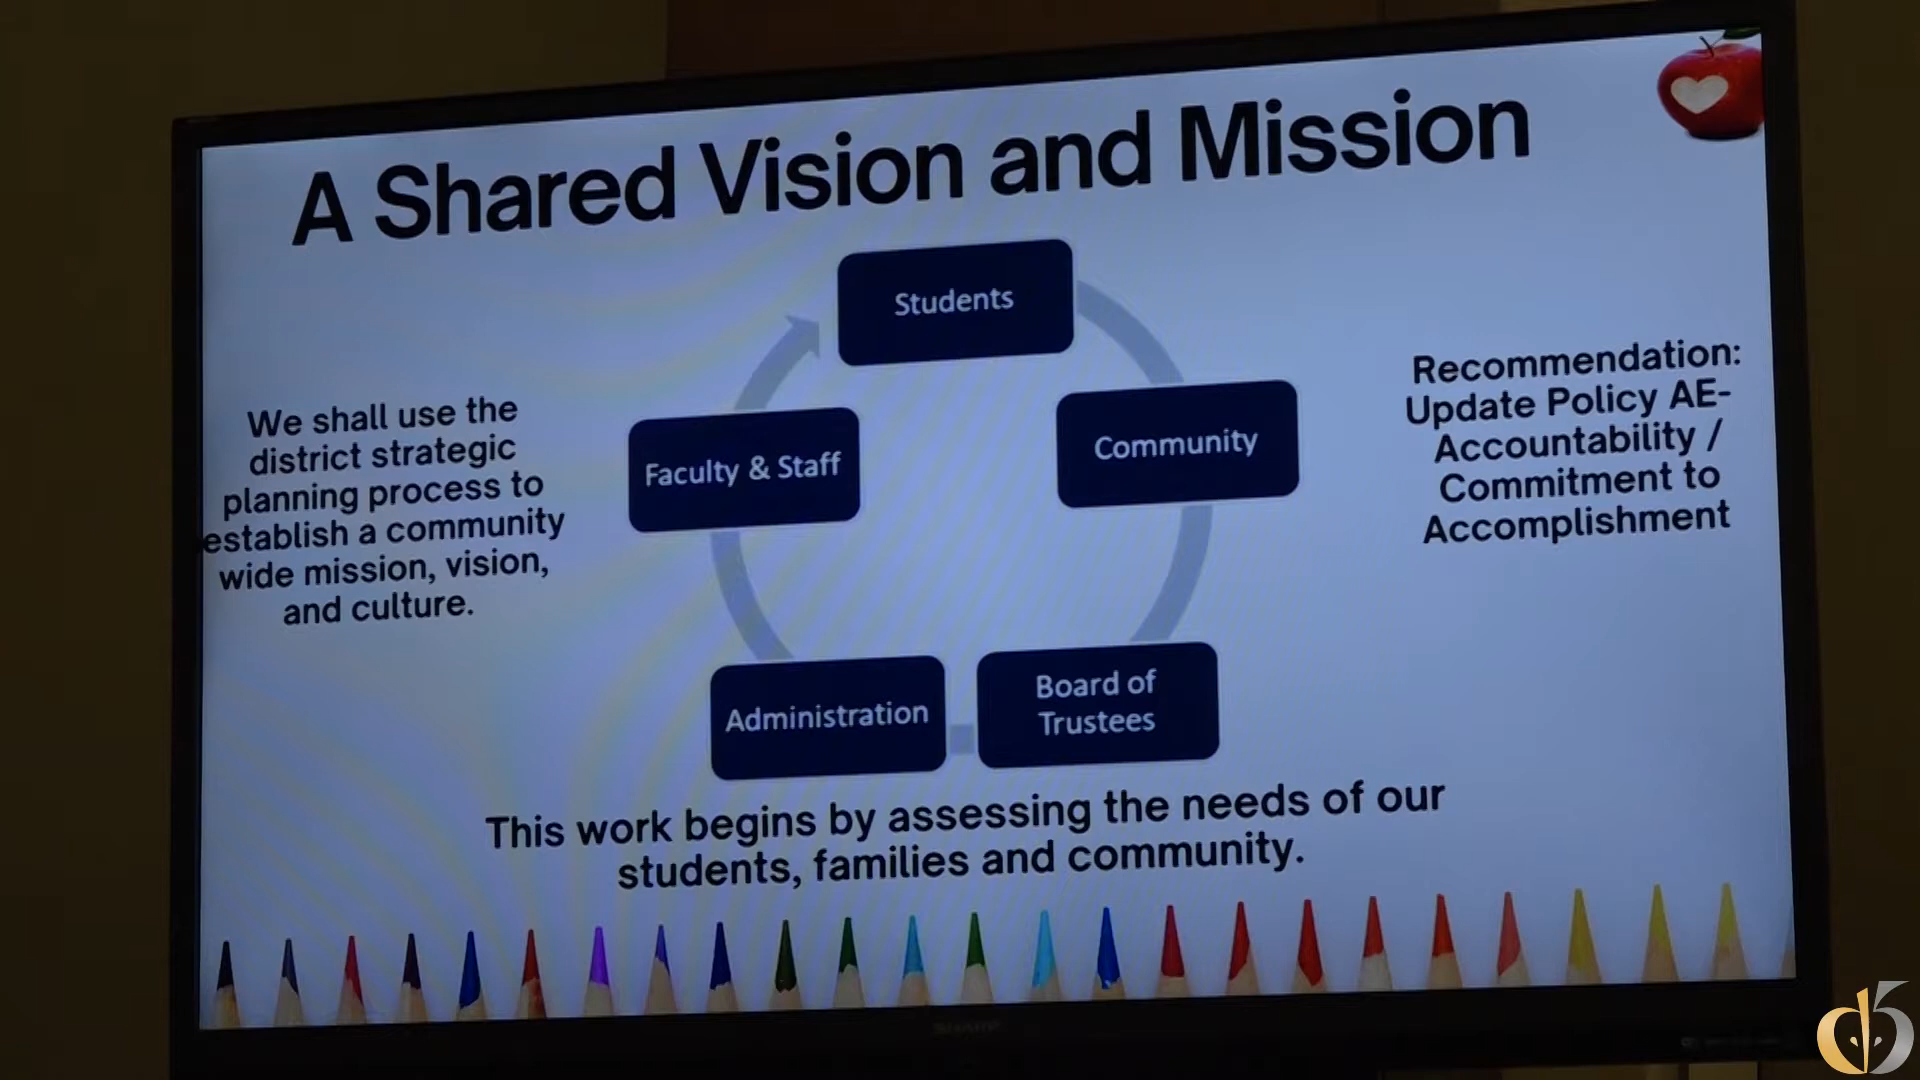 A Shared Vision and Mission
Students
We shall use the
district strategic
planning process to
establish a community
wide mission, vision,
and culture.
Faculty & Staff
Community
Recommendation:
Update Policy AE-
Accountability /
Commitment to
Accomplishment
Administration
Board of
Trustees
This work begins by assessing the needs of our
students, families and community.
SHARP